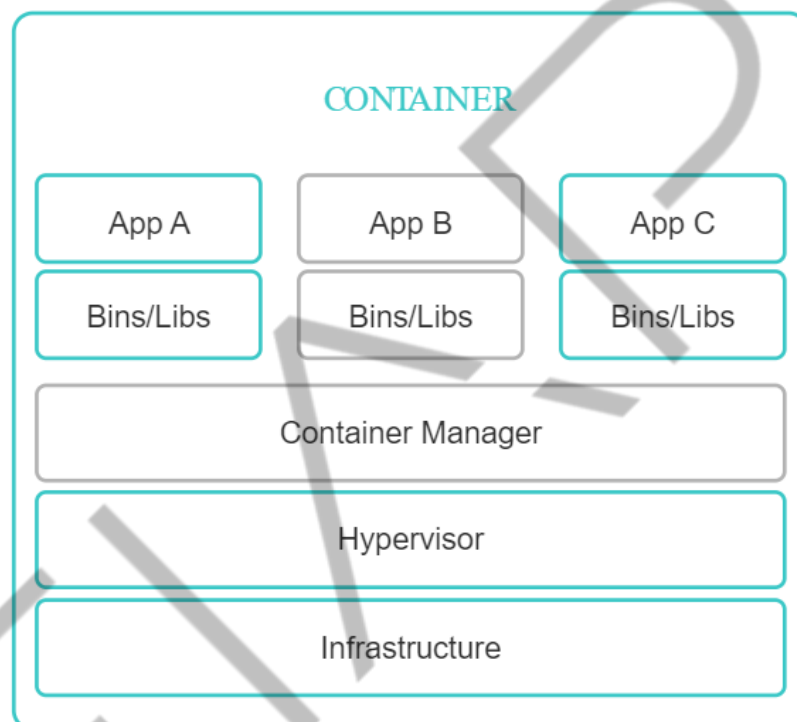 CONTAINER
App A
App B
App C
Bins/Libs
Bins/Libs
Bins/Libs
Container Manager
Hypervisor
Infrastructure